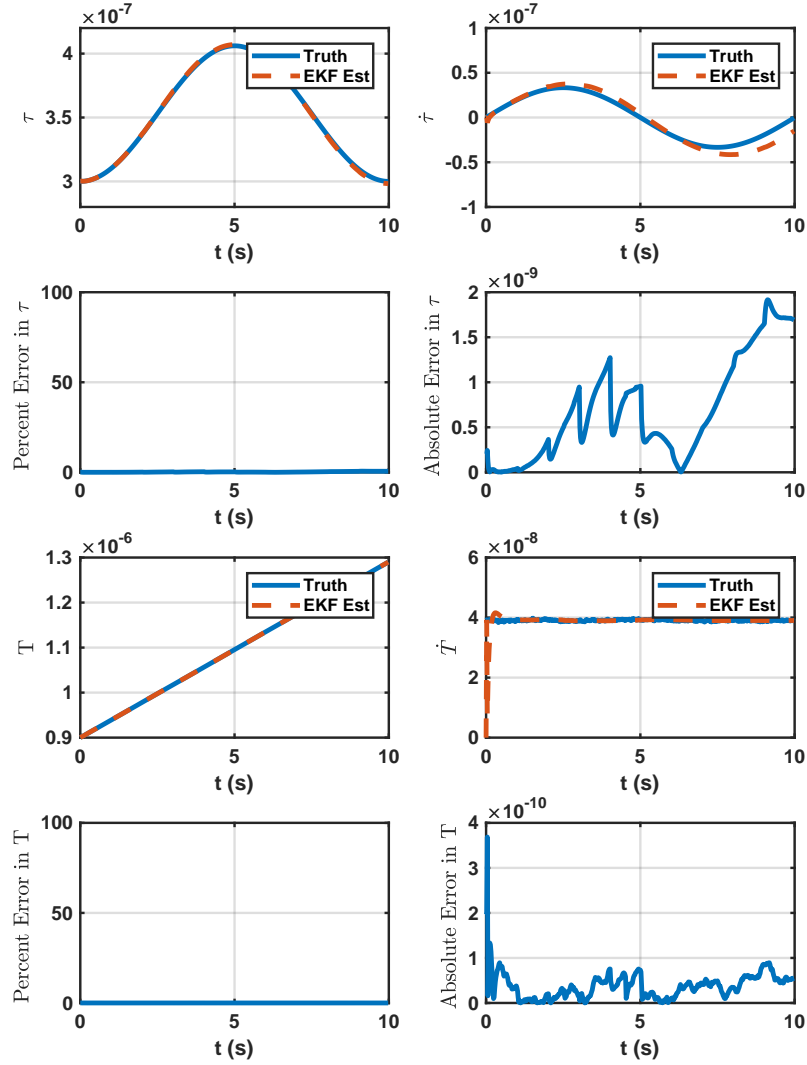 ×10⁻⁷
4
3.5
3
τ
0 5 10
t (s)
Truth
EKF Est
×10⁻⁷
1
0.5
0
-0.5
-1
τ̇
0 5 10
t (s)
Truth
EKF Est
100
50
0
Percent Error in τ
0 5 10
t (s)
×10⁻⁹
2
1.5
1
0.5
0
Absolute Error in τ
0 5 10
t (s)
×10⁻⁶
1.3
1.2
1.1
1
0.9
T
0 5 10
t (s)
Truth
EKF Est
×10⁻⁸
6
4
2
0
Ṫ
0 5 10
t (s)
Truth
EKF Est
100
50
0
Percent Error in T
0 5 10
t (s)
×10⁻¹⁰
4
3
2
1
0
Absolute Error in T
0 5 10
t (s)